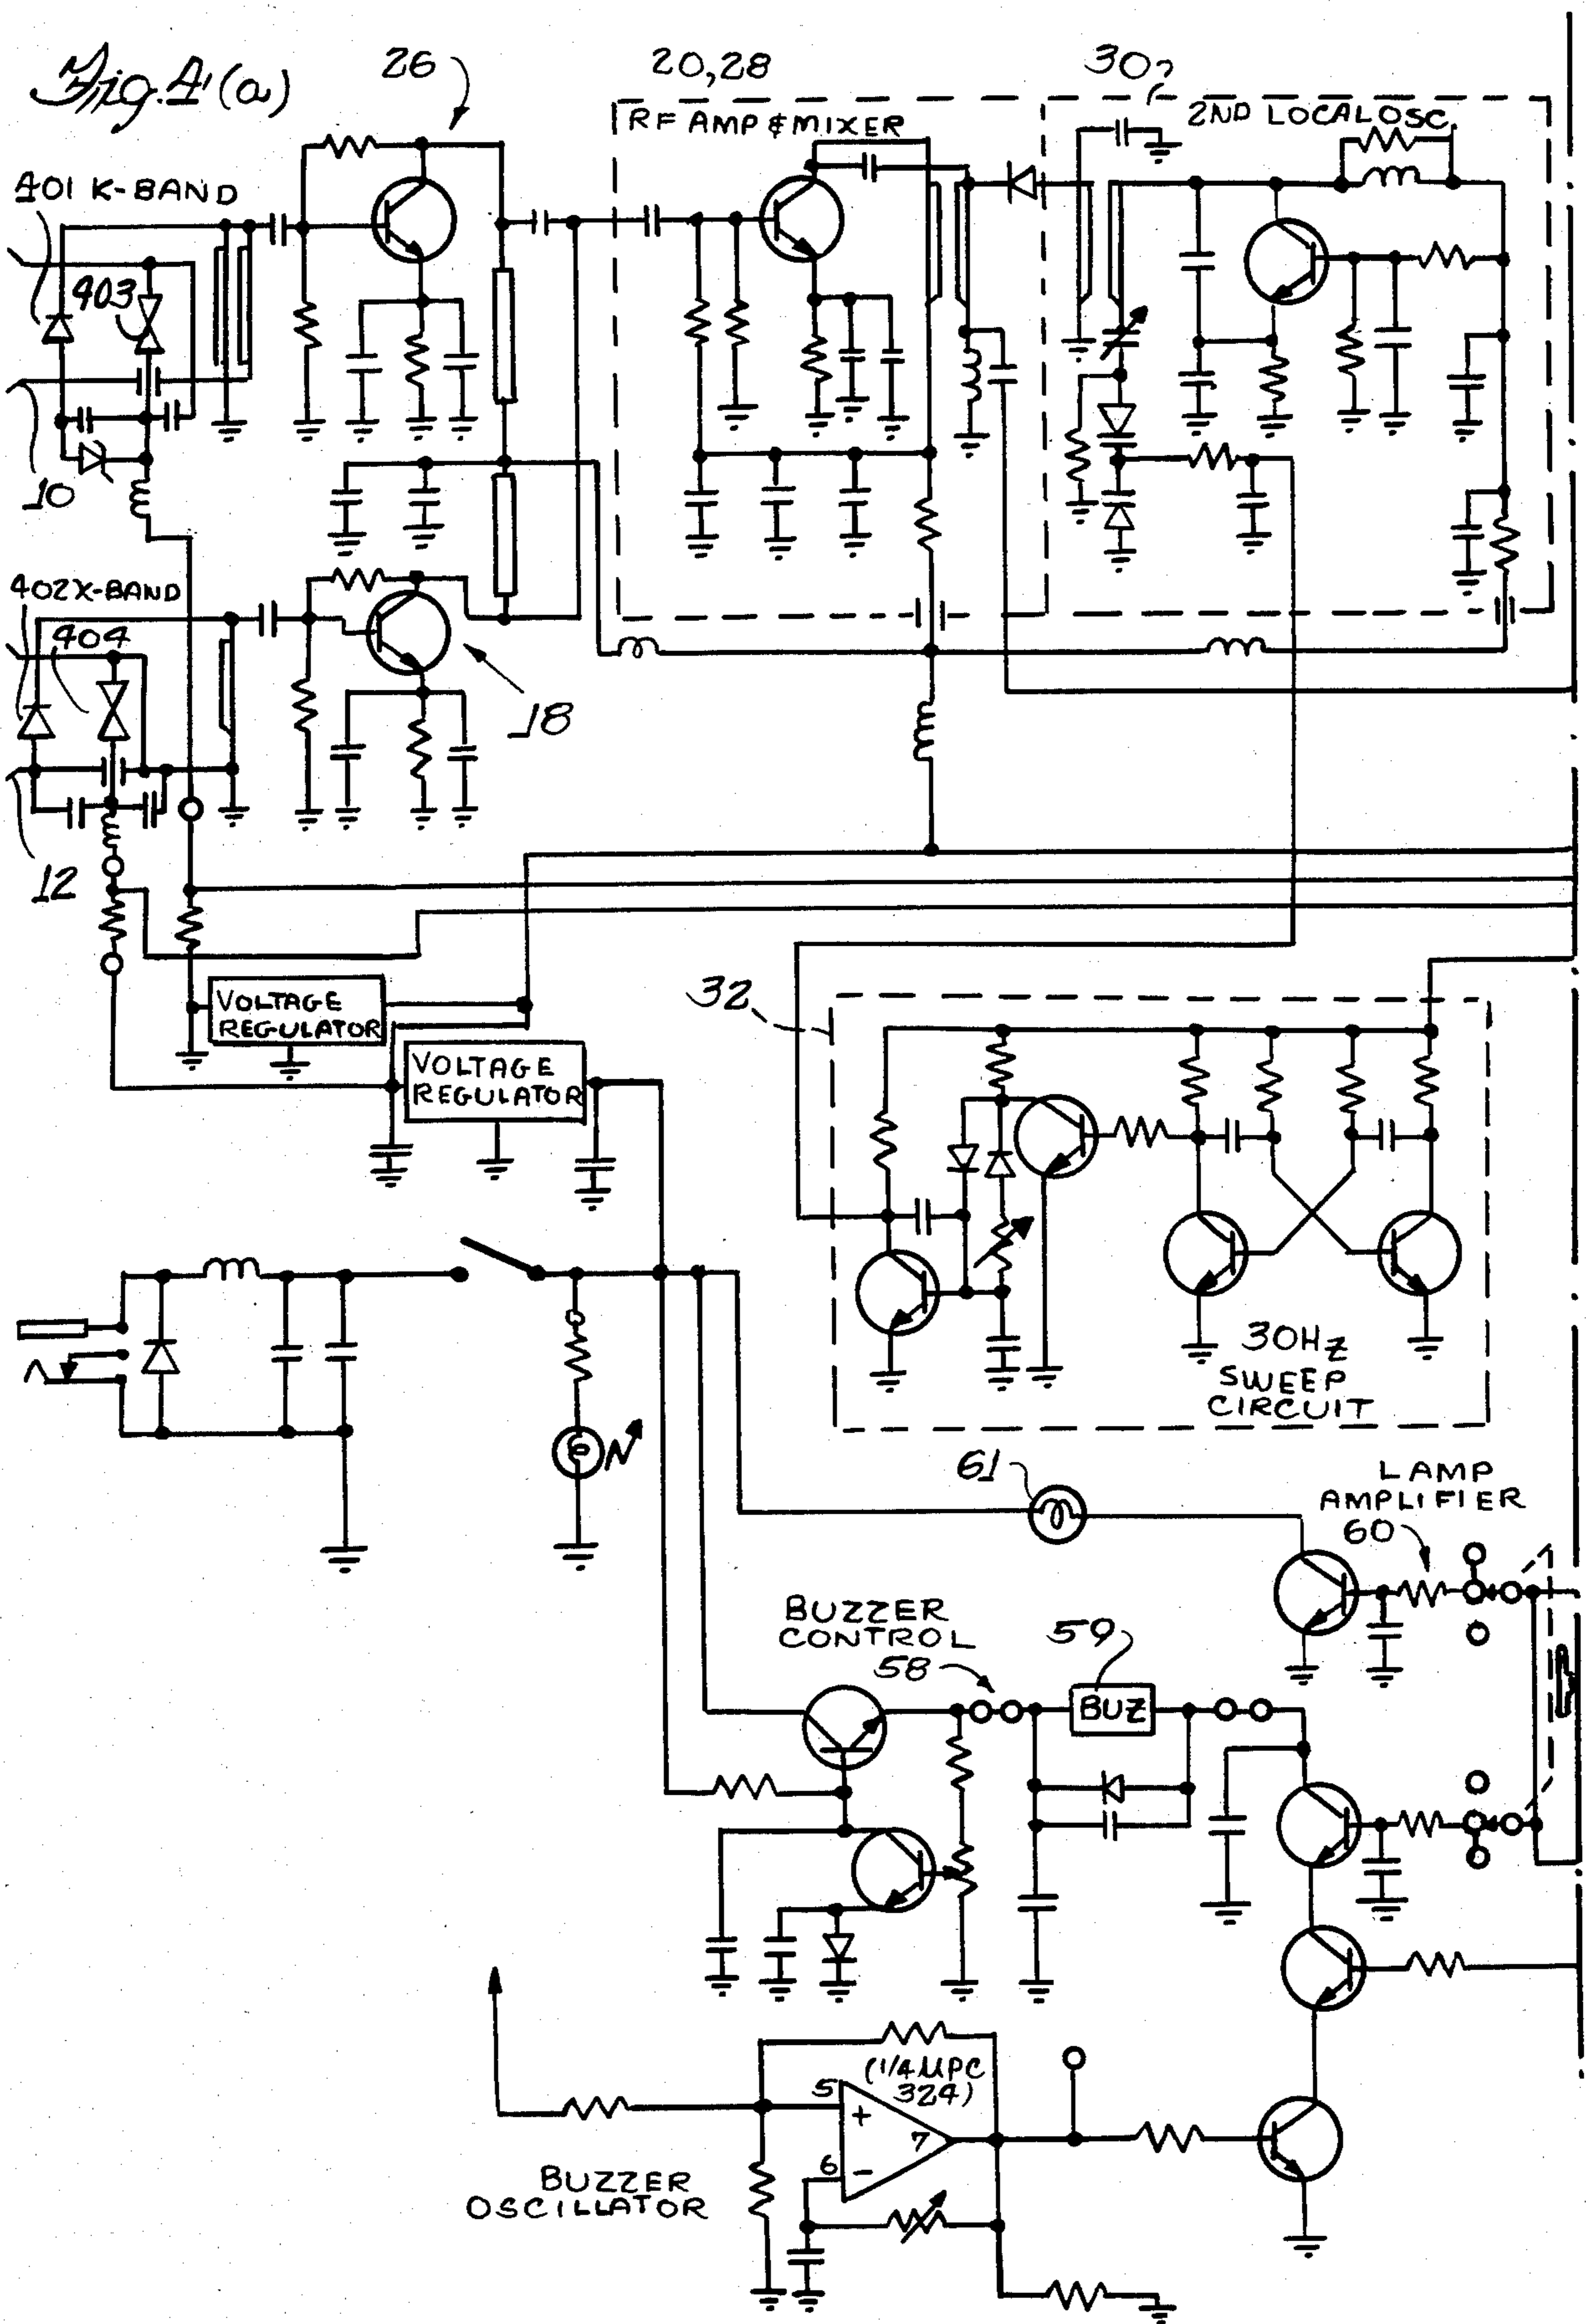 Fig. 4(a)
26
20,28
30
RF AMP & MIXER
2ND LOCAL OSC.
401 K-BAND
403
10
402 X-BAND
404
18
12
VOLTAGE
REGULATOR
VOLTAGE
REGULATOR
32
30HZ
SWEEP
CIRCUIT
61
LAMP
AMPLIFIER
60
BUZZER
CONTROL
58
59
BUZ
(1/4 µPC
324)
5
+
7
6
-
BUZZER
OSCILLATOR